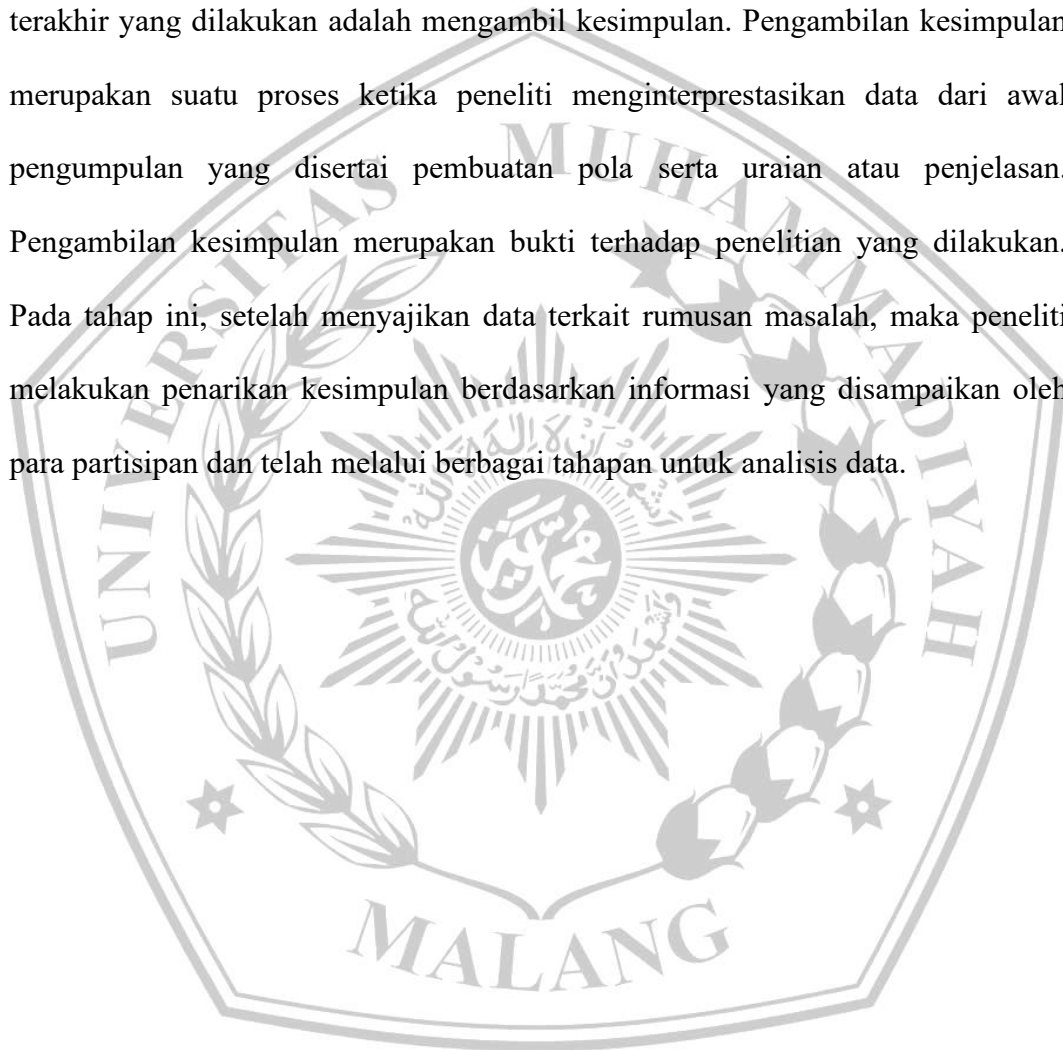 terakhir yang dilakukan adalah mengambil kesimpulan. Pengambilan kesimpulan
merupakan suatu proses ketika peneliti menginterprestasikan data dari awal
pengumpulan yang disertai pembuatan pola serta uraian atau penjelasan.
Pengambilan kesimpulan merupakan bukti terhadap penelitian yang dilakukan.
Pada tahap ini, setelah menyajikan data terkait rumusan masalah, maka peneliti
melakukan penarikan kesimpulan berdasarkan informasi yang disampaikan oleh
para partisipan dan telah melalui berbagai tahapan untuk analisis data.
UNIVERSITAS MUHAMMADIYAH
MALANG